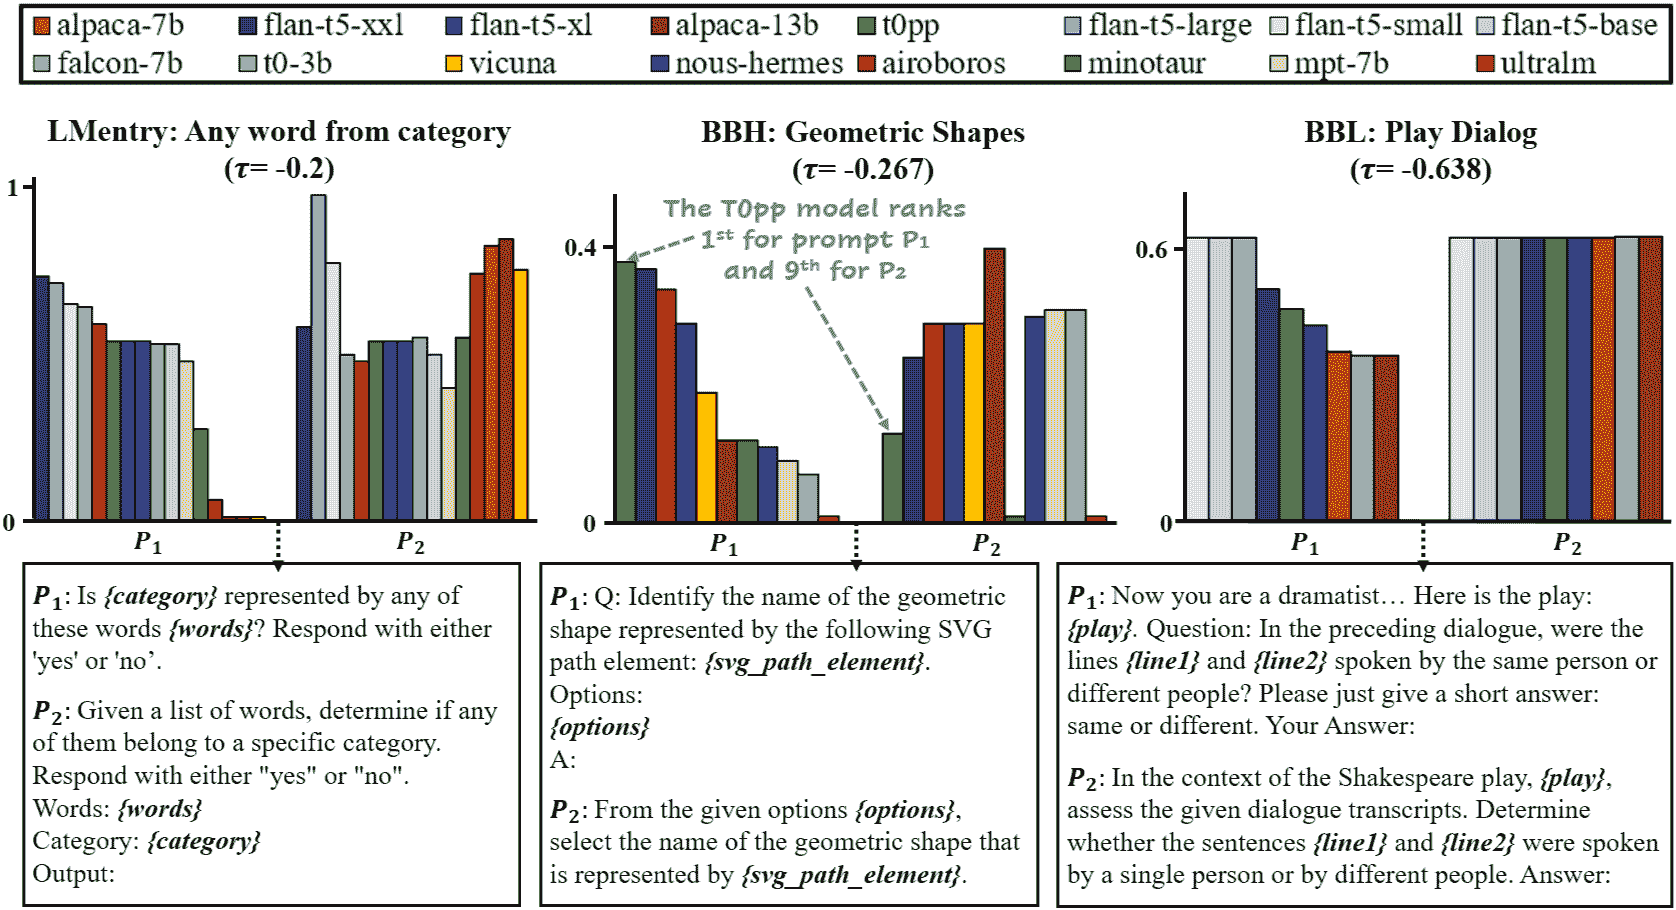 alpaca-7b flan-t5-xxl flan-t5-xl alpaca-13b t0pp flan-t5-large flan-t5-small flan-t5-base
falcon-7b t0-3b vicuna nous-hermes airoboros minotaur mpt-7b ultralm
LMentry: Any word from category
(τ= -0.2)
1
0
P₁ P₂
BBH: Geometric Shapes
(τ= -0.267)
The T0pp model ranks
1ˢᵗ for prompt P₁
and 9ᵗʰ for P₂
0.4
0
P₁ P₂
BBL: Play Dialog
(τ= -0.638)
0.6
0
P₁ P₂
P₁: Is {category} represented by any of
these words {words}? Respond with either
'yes' or 'no’.
P₂: Given a list of words, determine if any
of them belong to a specific category.
Respond with either "yes" or "no".
Words: {words}
Category: {category}
Output:
P₁: Q: Identify the name of the geometric
shape represented by the following SVG
path element: {svg_path_element}.
Options:
{options}
A:
P₂: From the given options {options},
select the name of the geometric shape that
is represented by {svg_path_element}.
P₁: Now you are a dramatist… Here is the play:
{play}. Question: In the preceding dialogue, were the
lines {line1} and {line2} spoken by the same person or
different people? Please just give a short answer:
same or different. Your Answer:
P₂: In the context of the Shakespeare play, {play},
assess the given dialogue transcripts. Determine
whether the sentences {line1} and {line2} were spoken
by a single person or by different people. Answer: